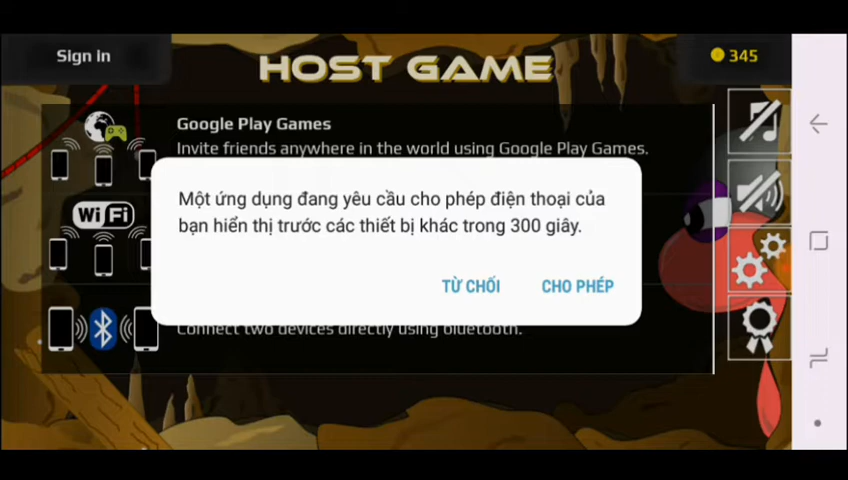 Sign in
HOST GAME
345
Google Play Games
Invite friends anywhere in the world using Google Play Games.
WiFi
Một ứng dụng đang yêu cầu cho phép điện thoại của
bạn hiển thị trước các thiết bị khác trong 300 giây.
TỪ CHỐI
CHO PHÉP
Connect two devices directly using bluetooth.